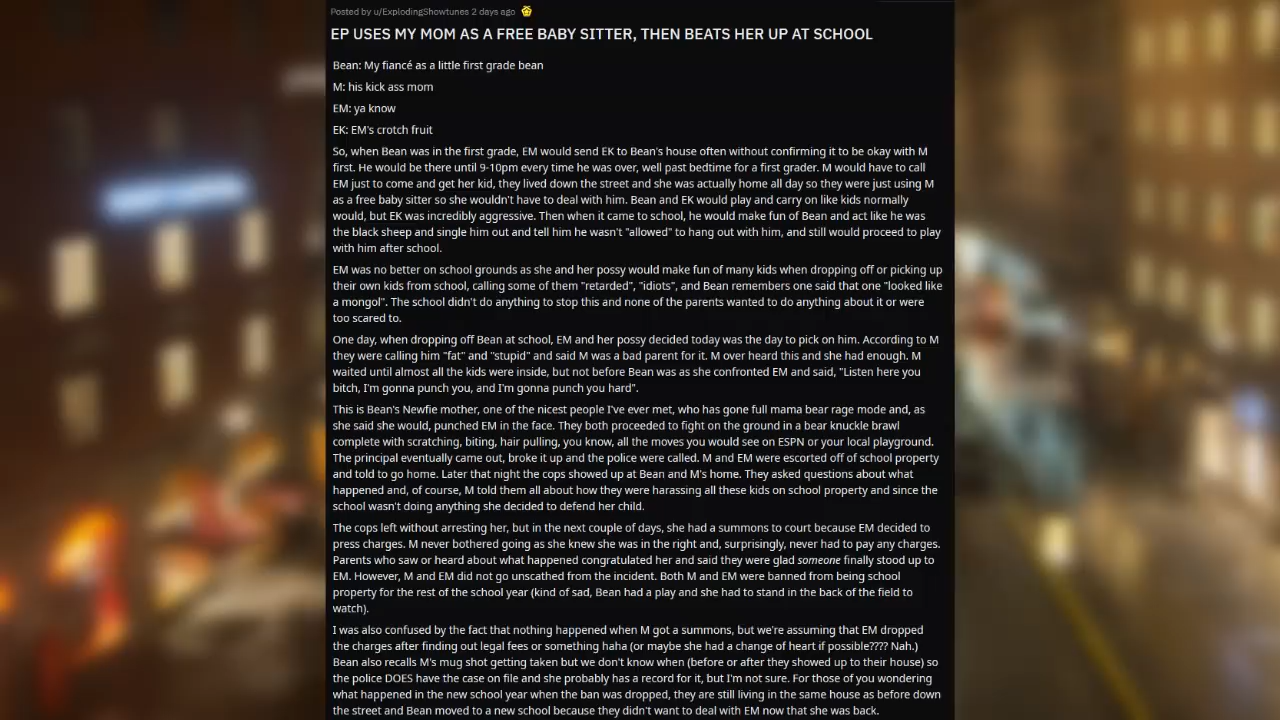 Posted by u/ExplodingShowtunes 2 days ago
EP USES MY MOM AS A FREE BABY SITTER, THEN BEATS HER UP AT SCHOOL
Bean: My fiancé as a little first grade bean
M: his kick ass mom
EM: ya know
EK: EM's crotch fruit
So, when Bean was in the first grade, EM would send EK to Bean's house often without confirming it to be okay with M
first. He would be there until 9-10pm every time he was over, well past bedtime for a first grader. M would have to call
EM just to come and get her kid, they lived down the street and she was actually home all day so they were just using M
as a free baby sitter so she wouldn't have to deal with him. Bean and EK would play and carry on like kids normally
would, but EK was incredibly aggressive. Then when it came to school, he would make fun of Bean and act like he was
the black sheep and single him out and tell him he wasn't "allowed" to hang out with him, and still would proceed to play
with him after school.
EM was no better on school grounds as she and her possy would make fun of many kids when dropping off or picking up
their own kids from school, calling some of them "retarded", "idiots", and Bean remembers one said that one "looked like
a mongol". The school didn't do anything to stop this and none of the parents wanted to do anything about it or were
too scared to.
One day, when dropping off Bean at school, EM and her possy decided today was the day to pick on him. According to M
they were calling him "fat" and "stupid" and said M was a bad parent for it. M over heard this and she had enough. M
waited until almost all the kids were inside, but not before Bean was as she confronted EM and said, "Listen here you
bitch, I'm gonna punch you, and I'm gonna punch you hard".
This is Bean's Newfie mother, one of the nicest people I've ever met, who has gone full mama bear rage mode and, as
she said she would, punched EM in the face. They both proceeded to fight on the ground in a bear knuckle brawl
complete with scratching, biting, hair pulling, you know, all the moves you would see on ESPN or your local playground.
The principal eventually came out, broke it up and the police were called. M and EM were escorted off of school property
and told to go home. Later that night the cops showed up at Bean and M's home. They asked questions about what
happened and, of course, M told them all about how they were harassing all these kids on school property and since the
school wasn't doing anything she decided to defend her child.
The cops left without arresting her, but in the next couple of days, she had a summons to court because EM decided to
press charges. M never bothered going as she knew she was in the right and, surprisingly, never had to pay any charges.
Parents who saw or heard about what happened congratulated her and said they were glad someone finally stood up to
EM. However, M and EM did not go unscathed from the incident. Both M and EM were banned from being school
property for the rest of the school year (kind of sad, Bean had a play and she had to stand in the back of the field to
watch).
I was also confused by the fact that nothing happened when M got a summons, but we're assuming that EM dropped
the charges after finding out legal fees or something haha (or maybe she had a change of heart if possible???? Nah.)
Bean also recalls M's mug shot getting taken but we don't know when (before or after they showed up to their house) so
the police DOES have the case on file and she probably has a record for it, but I'm not sure. For those of you wondering
what happened in the new school year when the ban was dropped, they are still living in the same house as before down
the street and Bean moved to a new school because they didn't want to deal with EM now that she was back.